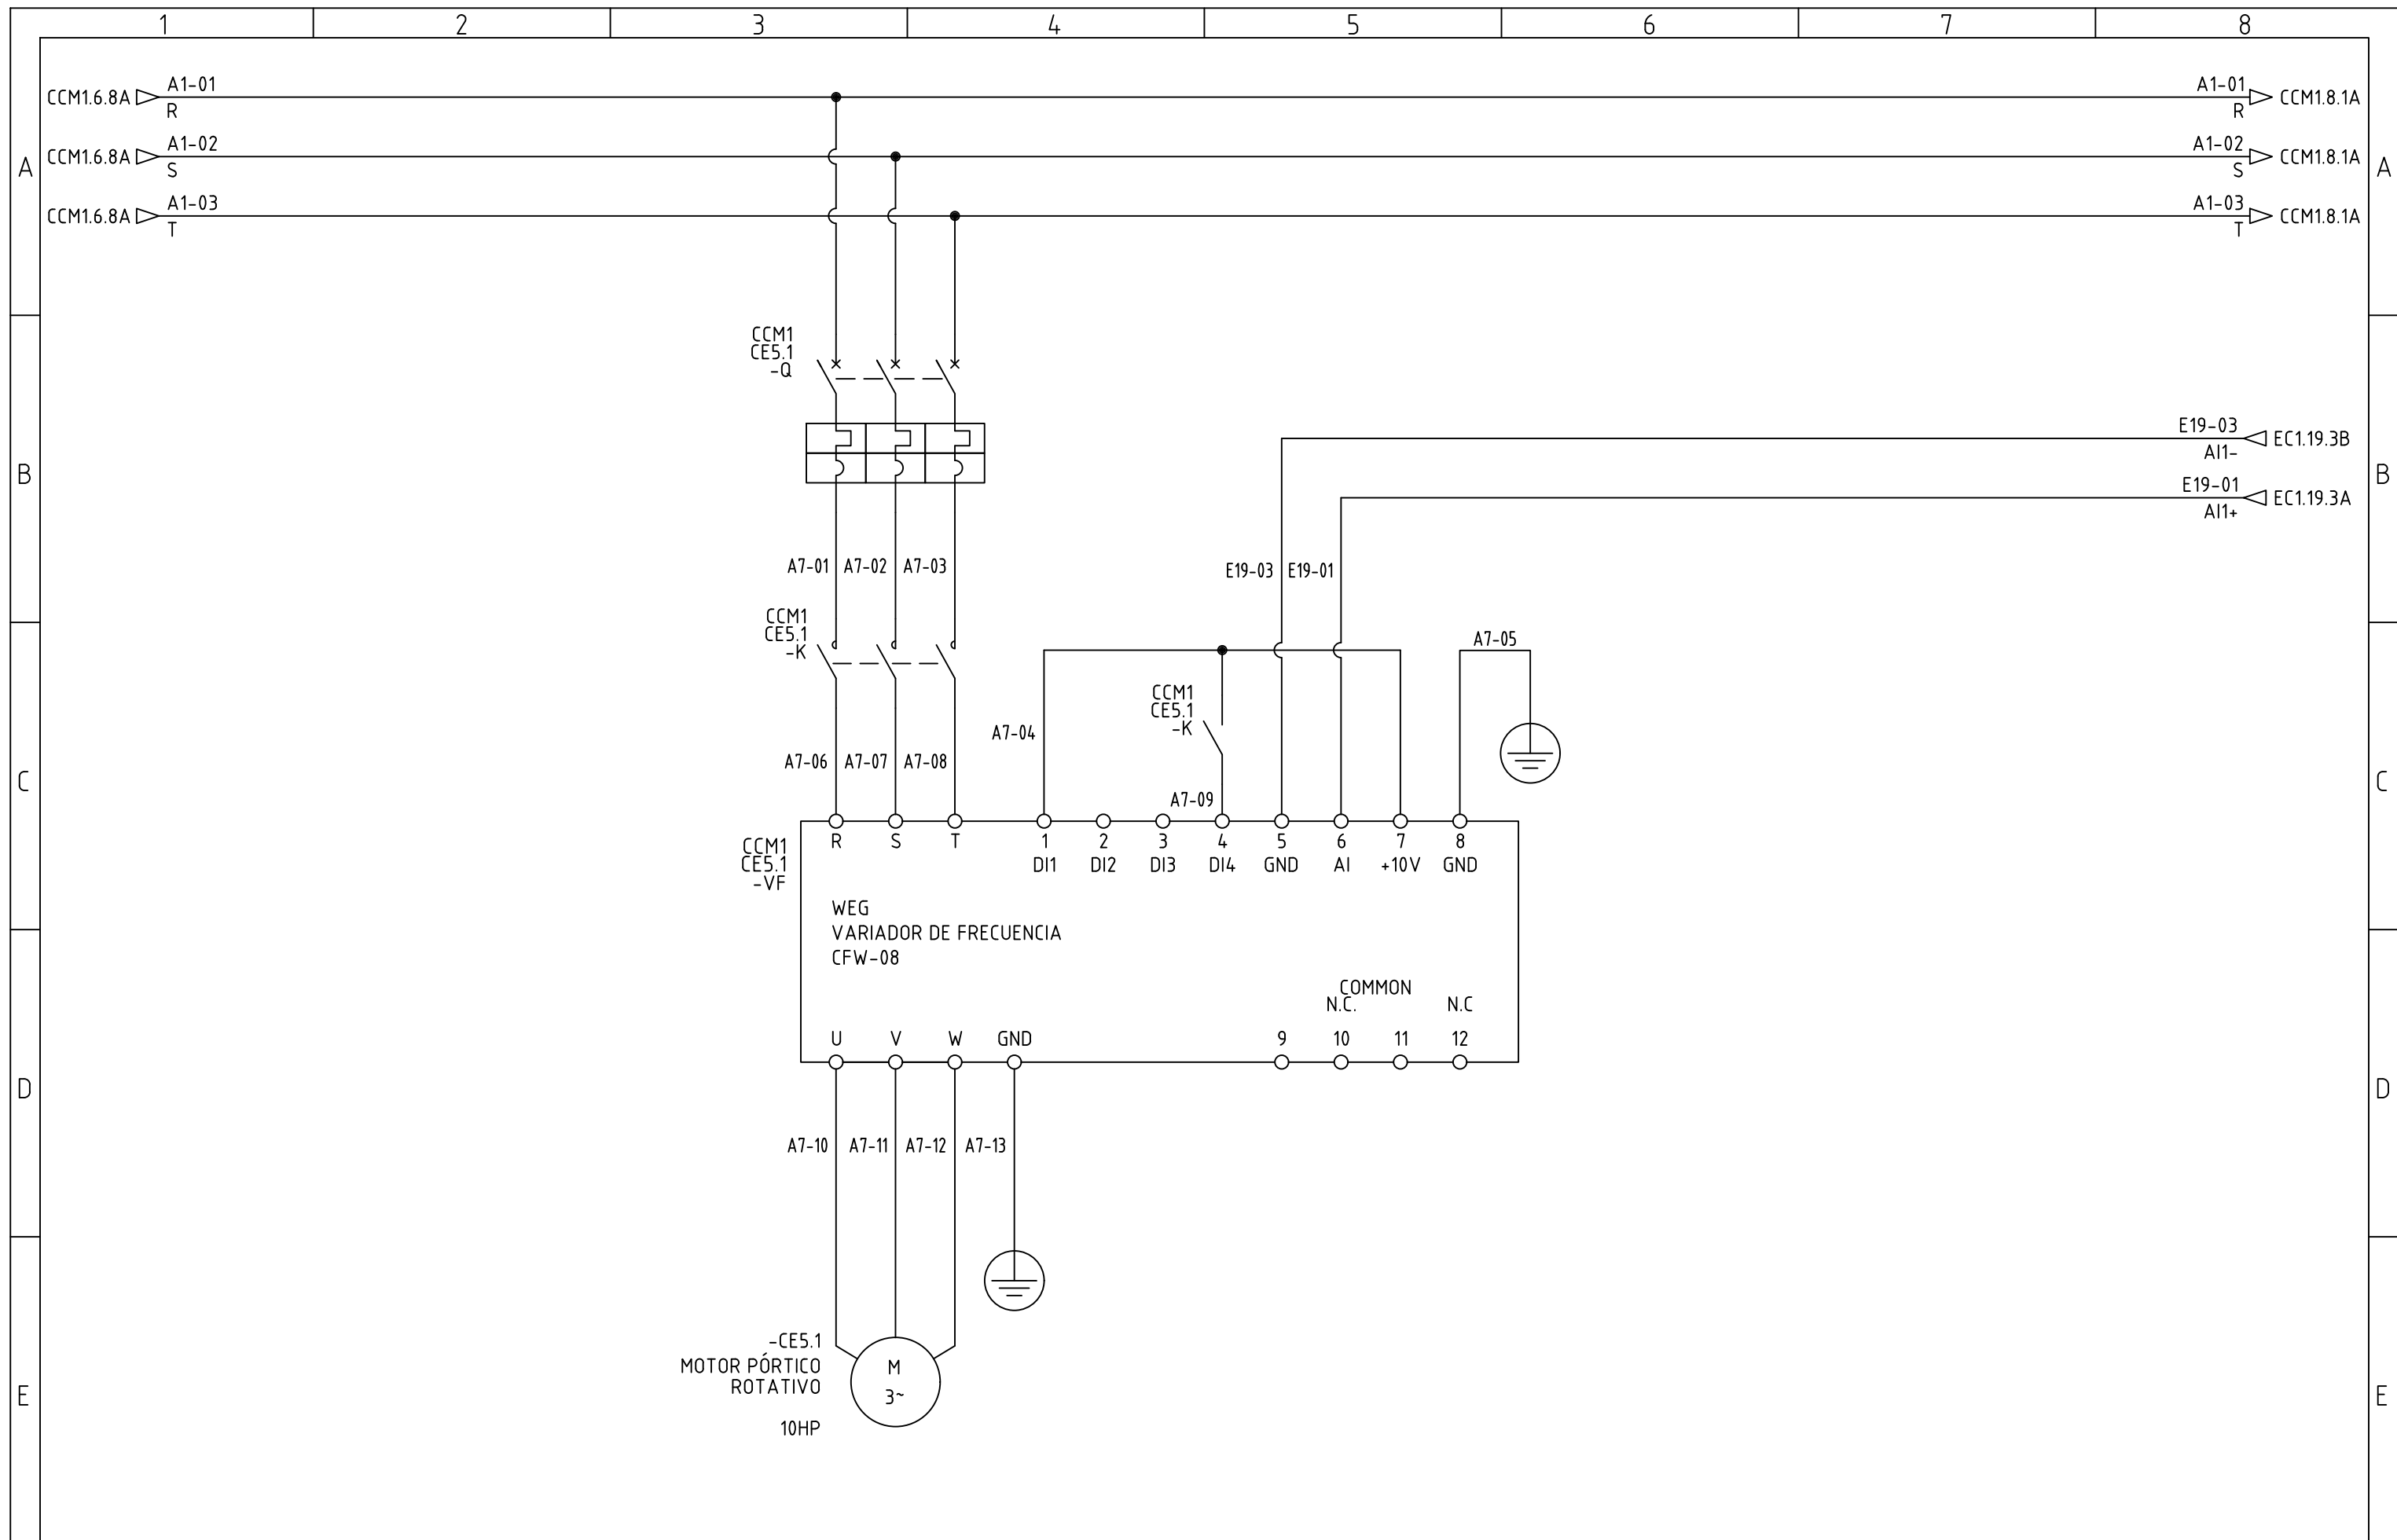 1 2 3 4 5 6 7 8
CCM1.6.8A A1-01 A1-01 CCM1.8.1A
R R
A CCM1.6.8A A1-02 A1-02 CCM1.8.1A A
S S
CCM1.6.8A A1-03 A1-03 CCM1.8.1A
T T
CCM1
CE5.1
-Q
E19-03 EC1.19.3B
AI1-
B B
E19-01 EC1.19.3A
AI1+
A7-01 A7-02 A7-03 E19-03 E19-01
CCM1
CE5.1
-K
A7-05
CCM1
CE5.1
-K
A7-04
A7-06 A7-07 A7-08
C C
A7-09
R S T 1 2 3 4 5 6 7 8
DI1 DI2 DI3 DI4 GND AI +10V GND
CCM1
CE5.1
-VF
WEG
VARIADOR DE FRECUENCIA
CFW-08
COMMON
N.C. N.C
U V W GND 9 10 11 12
D D
A7-10 A7-11 A7-12 A7-13
-CE5.1
MOTOR PÓRTICO
ROTATIVO
10HP
M
3~
E E